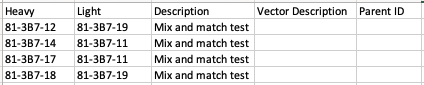 Heavy Light Description Vector Description Parent ID
81-3B7-12 81-3B7-19 Mix and match test
81-3B7-14 81-3B7-11 Mix and match test
81-3B7-17 81-3B7-11 Mix and match test
81-3B7-18 81-3B7-19 Mix and match test